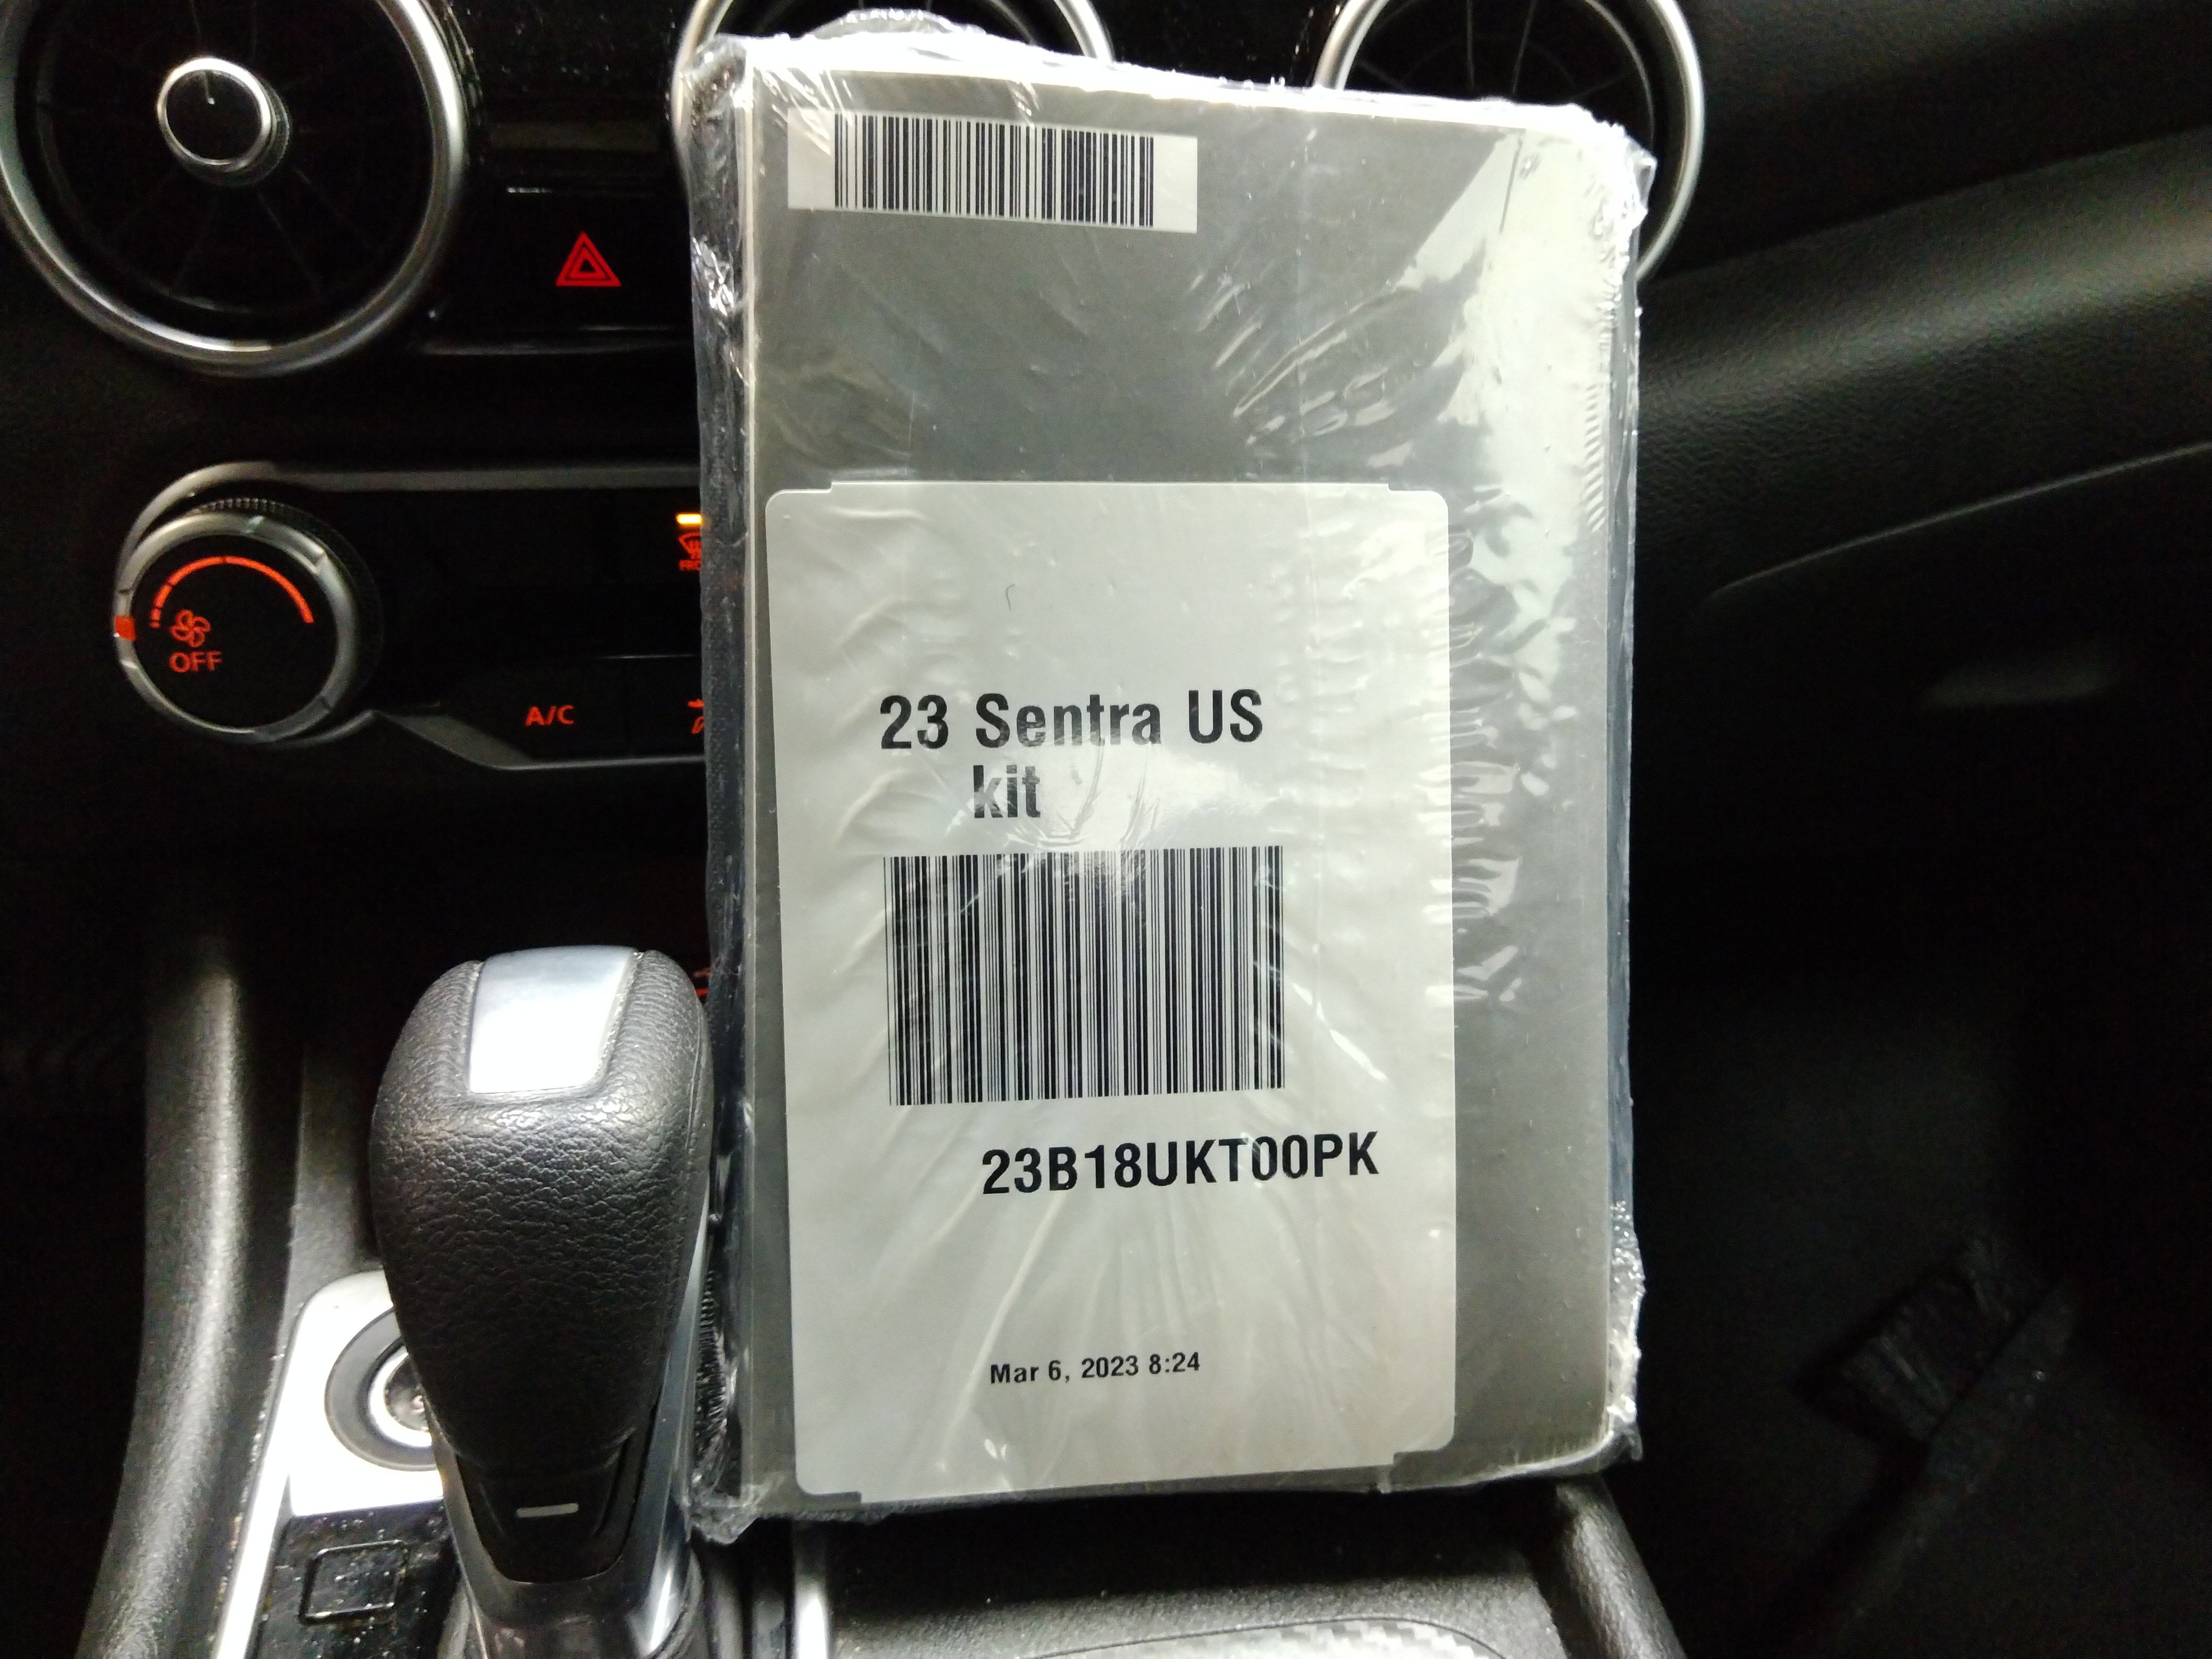 OFF
A/C
23 Sentra US
kit
23B18UKT00PK
Mar 6, 2023 8:24